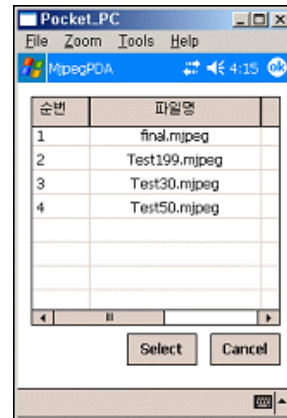 Pocket_PC
File Zoom Tools Help
MjpegPDA 4:15 ok
순번 파일명
1 final.mjpeg
2 Test199.mjpeg
3 Test30.mjpeg
4 Test50.mjpeg
Select Cancel